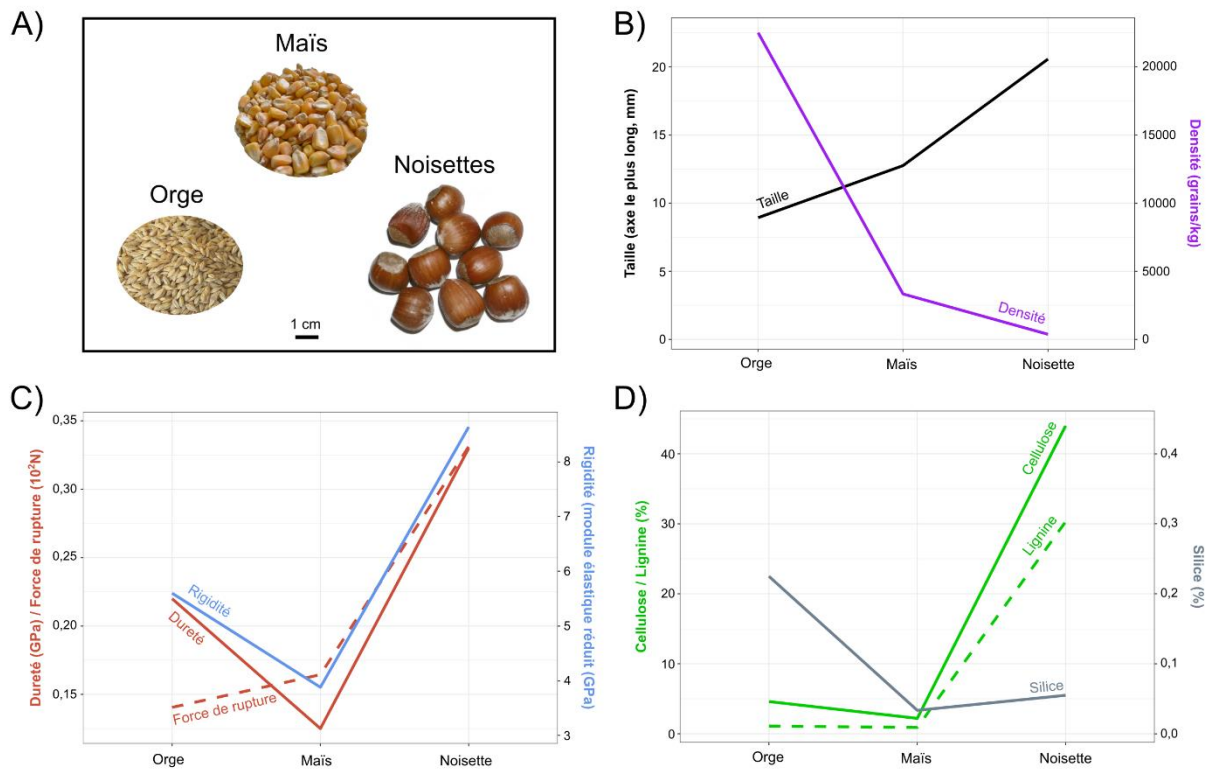 A)
Maïs
Noisettes
Orge
1 cm
B)
Taille (axe le plus long, mm)
20
15
10
5
0
Taille
Densité
20000
15000
10000
5000
0
Densité (grains/kg)
Orge
Maïs
Noisette
C)
Dureté (GPa) / Force de rupture (10²N)
0,35
0,30
0,25
0,20
0,15
Rigidité
Dureté
Force de rupture
8
7
6
5
4
3
Rigidité (module élastique réduit (GPa)
Orge
Maïs
Noisette
D)
Cellulose / Lignine (%)
40
30
20
10
0
Cellulose
Lignine
Silice
0,4
0,3
0,2
0,1
0,0
Silice (%)
Orge
Maïs
Noisette